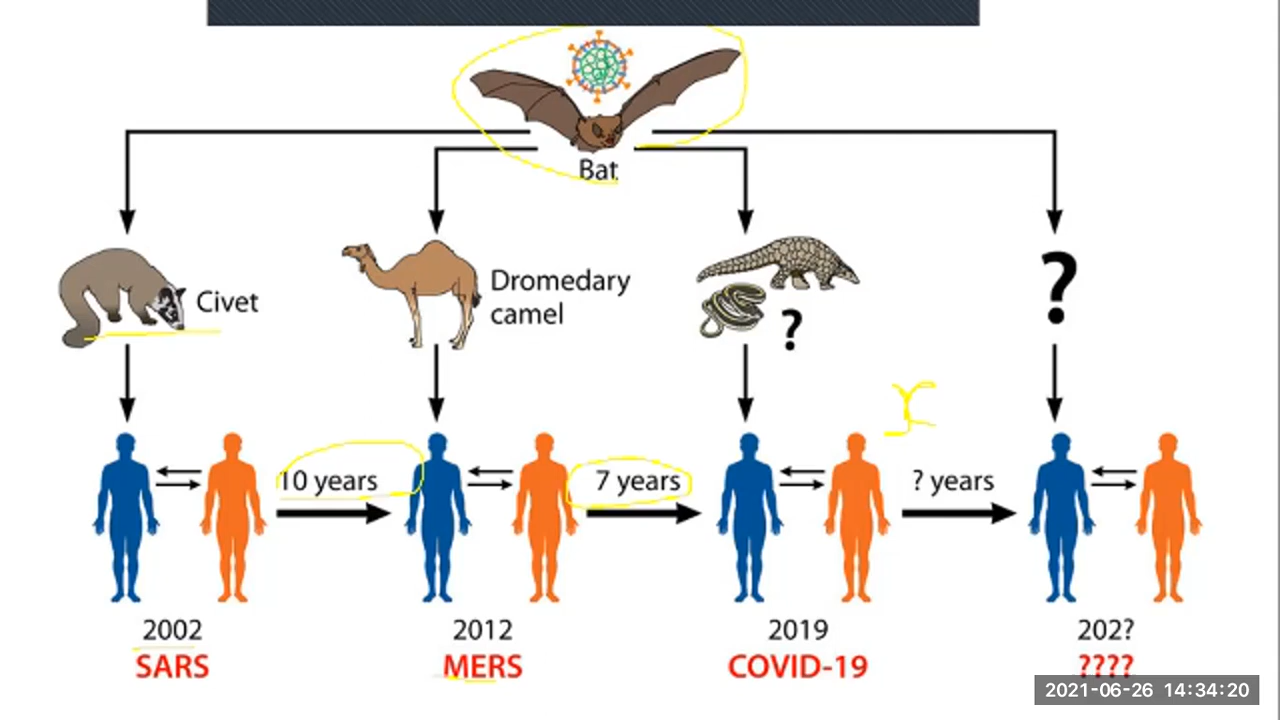 Bat
Civet
Dromedary
camel
?
?
10 years
7 years
? years
2002
2012
2019
202?
SARS
MERS
COVID-19
????
2021-06-26 14:34:20